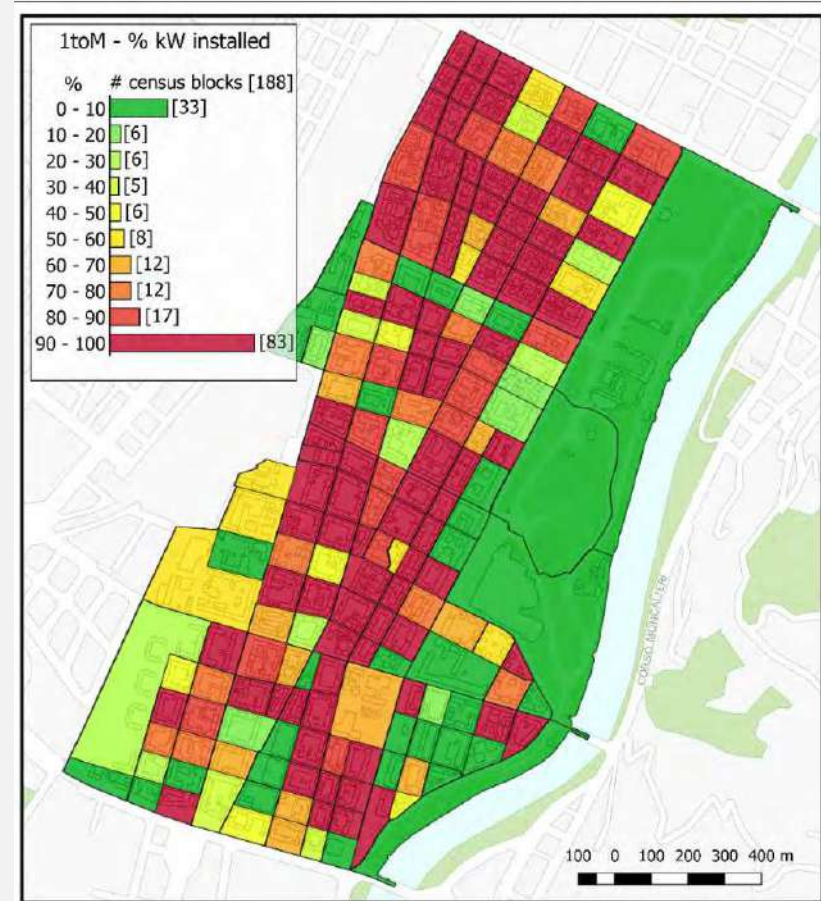 1toM - % kW installed
% # census blocks [188]
0 - 10 [33]
10 - 20 [6]
20 - 30 [6]
30 - 40 [5]
40 - 50 [6]
50 - 60 [8]
60 - 70 [12]
70 - 80 [12]
80 - 90 [17]
90 - 100 [83]
CORSO MONCALIERI
100 0 100 200 300 400 m